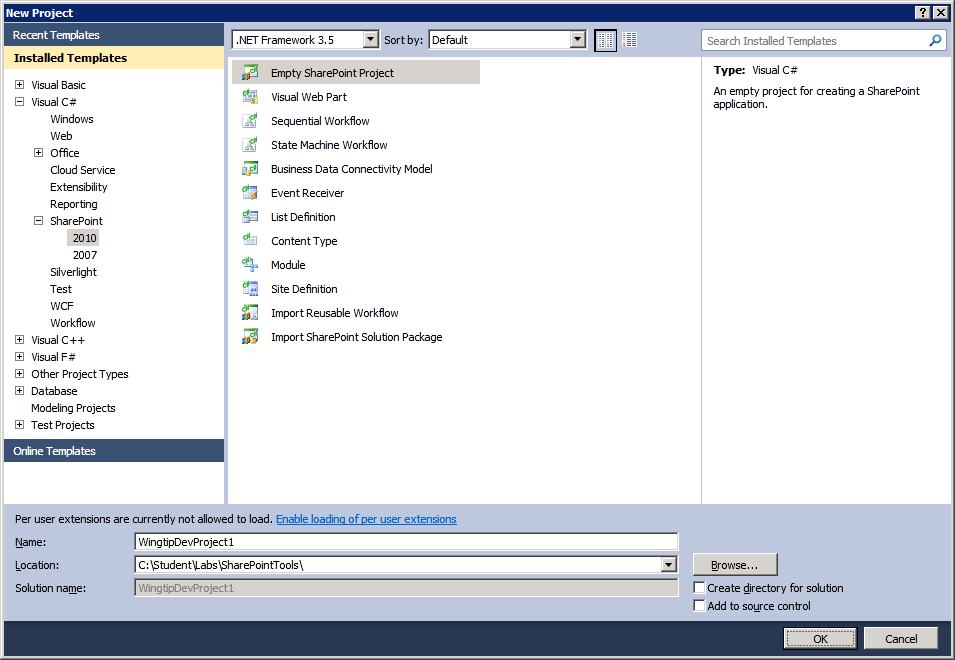 New Project
Recent Templates
.NET Framework 3.5
Sort by:
Default
Search Installed Templates
Installed Templates
Visual Basic
Visual C#
Windows
Web
Office
Cloud Service
Extensibility
Reporting
SharePoint
2010
2007
Silverlight
Test
WCF
Workflow
Visual C++
Visual F#
Other Project Types
Database
Modeling Projects
Test Projects
Online Templates
Empty SharePoint Project
Visual Web Part
Sequential Workflow
State Machine Workflow
Business Data Connectivity Model
Event Receiver
List Definition
Content Type
Module
Site Definition
Import Reusable Workflow
Import SharePoint Solution Package
Type: Visual C#
An empty project for creating a SharePoint
application.
Per user extensions are currently not allowed to load. Enable loading of per user extensions
Name:
WingtipDevProject1
Location:
C:\Student\Labs\SharePointTools\
Browse...
Solution name:
WingtipDevProject1
Create directory for solution
Add to source control
OK
Cancel